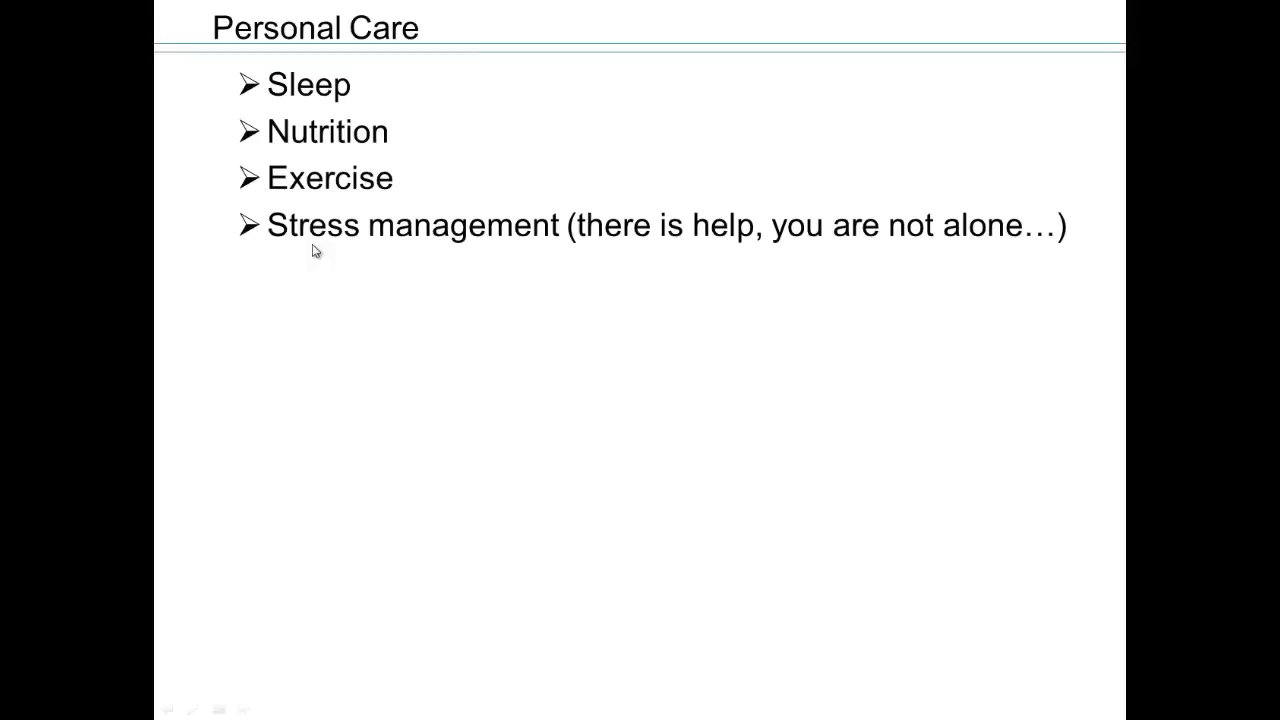 Personal Care
➢ Sleep
➢ Nutrition
➢ Exercise
➢ Stress management (there is help, you are not alone…)